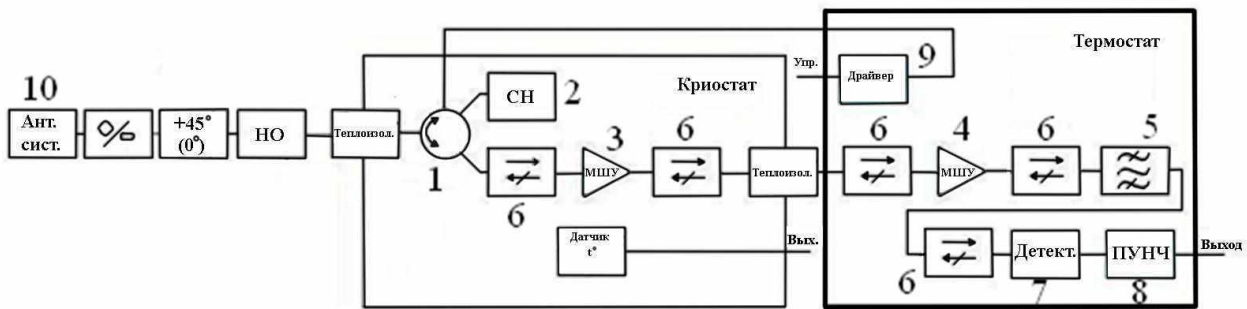 10
Ант.
сист.
+45°
(0°)
НО
Теплоизол.
1
СН
2
Криостат
6
3
МШУ
6
Теплоизол.
Датчик
t°
Вых.
Термостат
Упр.
Драйвер
9
6
4
МШУ
6
5
6
Детект.
7
ПУНЧ
8
Выход